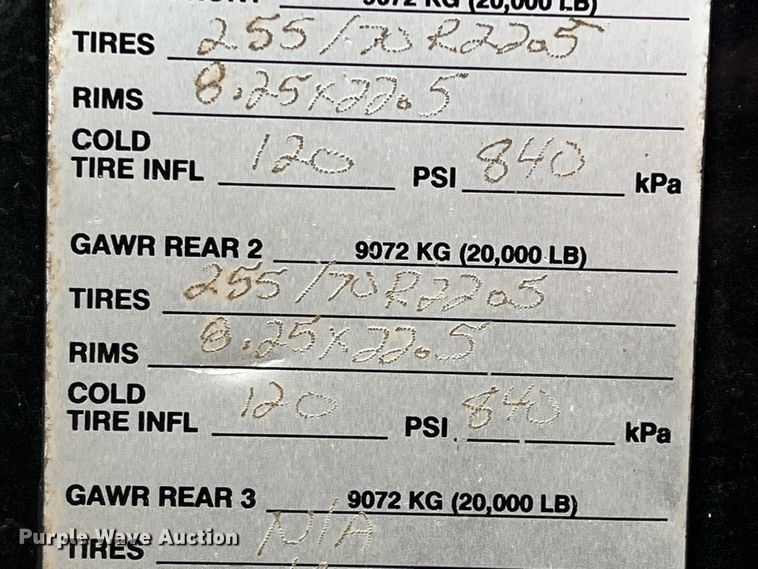 9072 KG (20,000 LB)
TIRES 255/70R22.5
RIMS 8.25x22.5
COLD
TIRE INFL 120 PSI 840 kPa
GAWR REAR 2 9072 KG (20,000 LB)
TIRES 255/70R22.5
RIMS 8.25x22.5
COLD
TIRE INFL 120 PSI 840 kPa
GAWR REAR 3 9072 KG (20,000 LB)
Purple Wave Auction
TIRES N/A